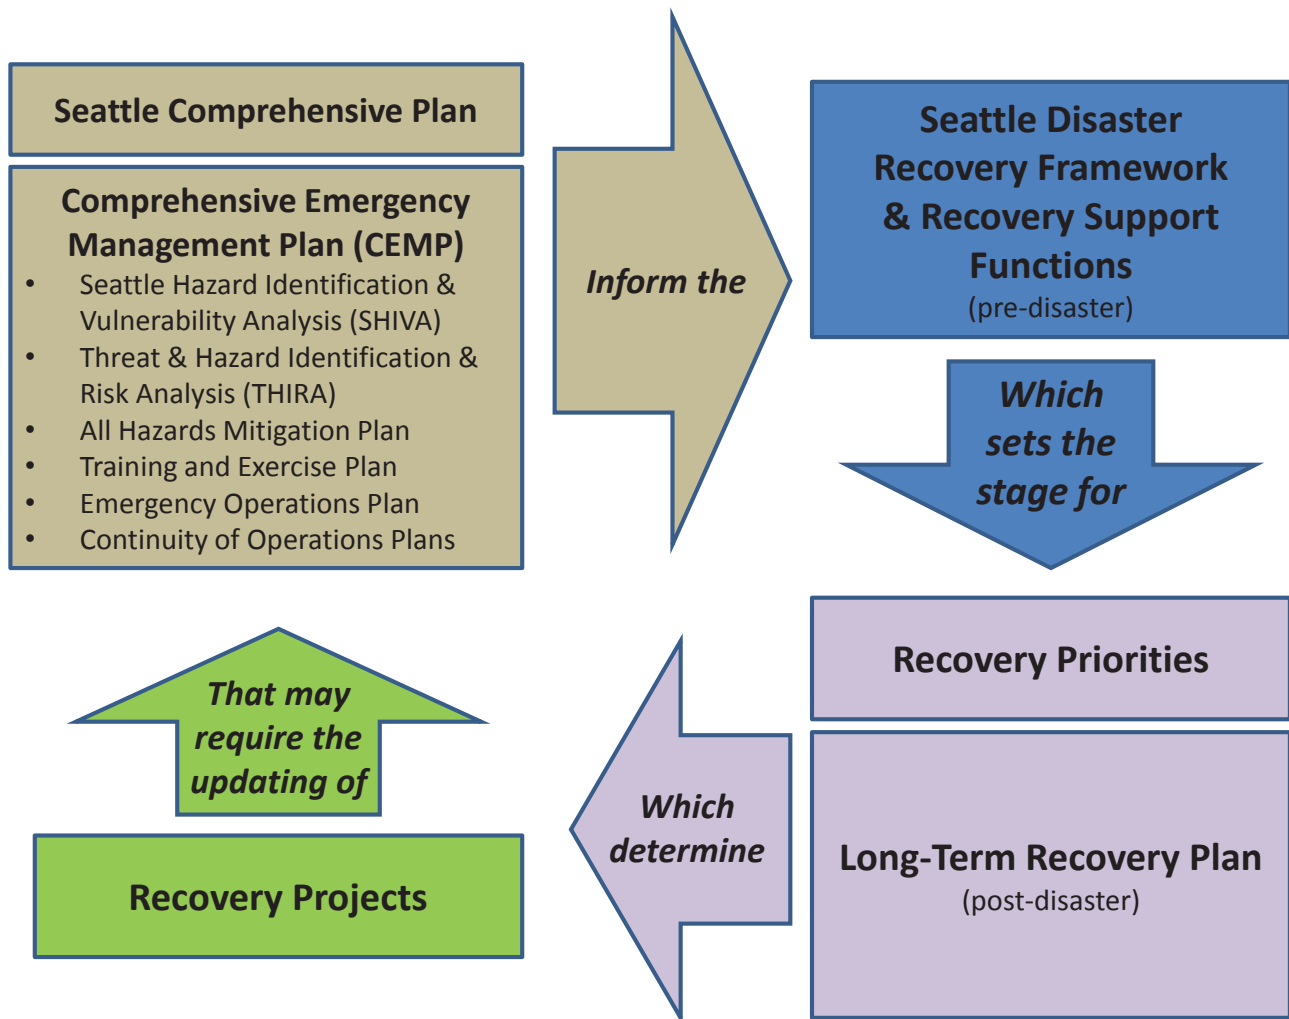 Seattle Comprehensive Plan
Comprehensive Emergency
Management Plan (CEMP)
• Seattle Hazard Identification &
Vulnerability Analysis (SHIVA)
• Threat & Hazard Identification &
Risk Analysis (THIRA)
• All Hazards Mitigation Plan
• Training and Exercise Plan
• Emergency Operations Plan
• Continuity of Operations Plans
Inform the
Seattle Disaster
Recovery Framework
& Recovery Support
Functions
(pre-disaster)
Which
sets the
stage for
Recovery Priorities
Long-Term Recovery Plan
(post-disaster)
Which
determine
Recovery Projects
That may
require the
updating of